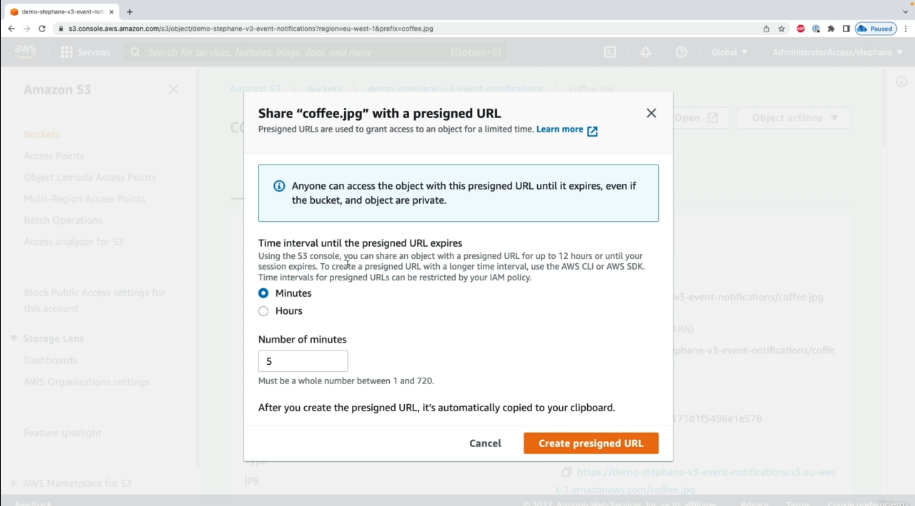 demo-stephane-v3-event-noti
s3.console.aws.amazon.com/s3/object/demo-stephane-v3-event-notifications?region=eu-west-1&prefix=coffee.jpg
Paused
aws
Services
Search for services, features, blogs, docs, and more
[Option+S]
Global
AdministratorAccess/stephane
Amazon S3
Buckets
Access Points
Object Lambda Access Points
Multi-Region Access Points
Batch Operations
Access analyzer for S3
Block Public Access settings for
this account
Storage Lens
Dashboards
AWS Organizations settings
Feature spotlight
AWS Marketplace for S3
Feedback
Amazon S3
Buckets
demo-stephane-v3-event-notifications
coffee.jpg
Open
Object actions
Share “coffee.jpg” with a presigned URL
Presigned URLs are used to grant access to an object for a limited time. Learn more
Anyone can access the object with this presigned URL until it expires, even if
the bucket, and object are private.
Time interval until the presigned URL expires
Using the S3 console, you can share an object with a presigned URL for up to 12 hours or until your
session expires. To create a presigned URL with a longer time interval, use the AWS CLI or AWS SDK.
Time intervals for presigned URLs can be restricted by your IAM policy.
Minutes
Hours
Number of minutes
5
Must be a whole number between 1 and 720.
After you create the presigned URL, it's automatically copied to your clipboard.
Cancel
Create presigned URL
v3-event-notifications/coffee.jpg
ARN)
phane-v3-event-notifications/coffe
171d1f5498e1e578
jpg
https://demo-stephane-v3-event-notifications.s3.eu-wes
t-1.amazonaws.com/coffee.jpg